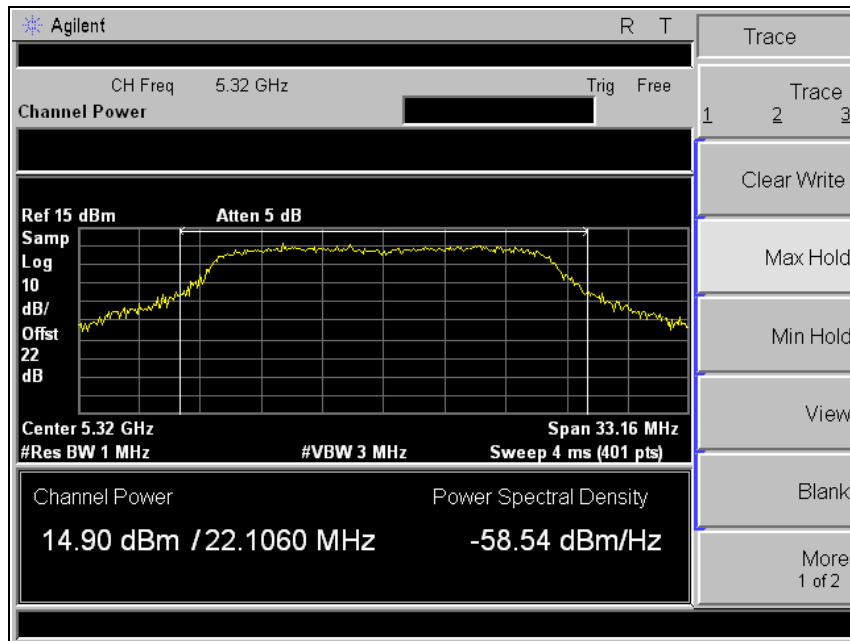 Agilent R T
Trace
CH Freq 5.32 GHz Trig Free
Channel Power
Trace
1 2 3
Clear Write
Ref 15 dBm Atten 5 dB
Samp
Log
10
dB/
Offst
22
dB
Max Hold
Min Hold
Center 5.32 GHz Span 33.16 MHz
#Res BW 1 MHz #VBW 3 MHz Sweep 4 ms (401 pts)
View
Channel Power Power Spectral Density
14.90 dBm / 22.1060 MHz -58.54 dBm/Hz
Blank
More
1 of 2